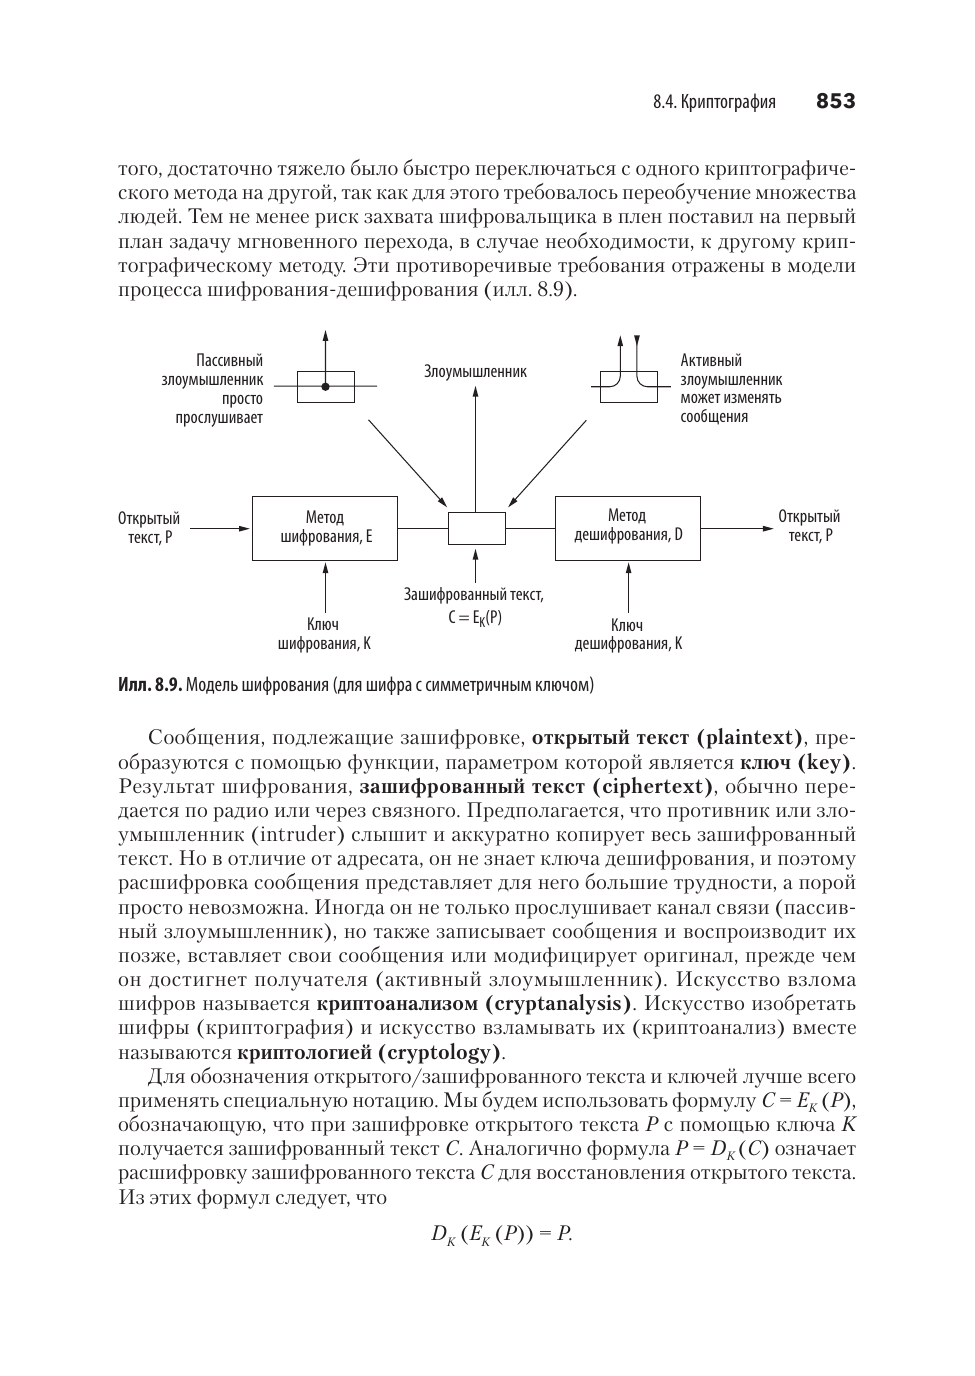 8.4. Криптография 853
того, достаточно тяжело было быстро переключаться с одного криптографиче-
ского метода на другой, так как для этого требовалось переобучение множества
людей. Тем не менее риск захвата шифровальщика в плен поставил на первый
план задачу мгновенного перехода, в случае необходимости, к другому крип-
тографическому методу. Эти противоречивые требования отражены в модели
процесса шифрования-дешифрования (илл. 8.9).
Пассивный
злоумышленник
просто
прослушивает
Злоумышленник
Активный
злоумышленник
может изменять
сообщения
Открытый
текст, P
Метод
шифрования, E
Метод
дешифрования, D
Открытый
текст, P
Зашифрованный текст,
C = E_K(P)
Ключ
шифрования, K
Ключ
дешифрования, K
Илл. 8.9. Модель шифрования (для шифра с симметричным ключом)
Сообщения, подлежащие зашифровке, открытый текст (plaintext), пре-
образуются с помощью функции, параметром которой является ключ (key).
Результат шифрования, зашифрованный текст (ciphertext), обычно пере-
дается по радио или через связного. Предполагается, что противник или зло-
умышленник (intruder) слышит и аккуратно копирует весь зашифрованный
текст. Но в отличие от адресата, он не знает ключа дешифрования, и поэтому
расшифровка сообщения представляет для него большие трудности, а порой
просто невозможна. Иногда он не только прослушивает канал связи (пассив-
ный злоумышленник), но также записывает сообщения и воспроизводит их
позже, вставляет свои сообщения или модифицирует оригинал, прежде чем
он достигнет получателя (активный злоумышленник). Искусство взлома
шифров называется криптоанализом (cryptanalysis). Искусство изобретать
шифры (криптография) и искусство взламывать их (криптоанализ) вместе
называются криптологией (cryptology).
Для обозначения открытого/зашифрованного текста и ключей лучше всего
применять специальную нотацию. Мы будем использовать формулу C = E_K (P),
обозначающую, что при зашифровке открытого текста P с помощью ключа K
получается зашифрованный текст C. Аналогично формула P = D_K (C) означает
расшифровку зашифрованного текста C для восстановления открытого текста.
Из этих формул следует, что
D_K (E_K (P)) = P.